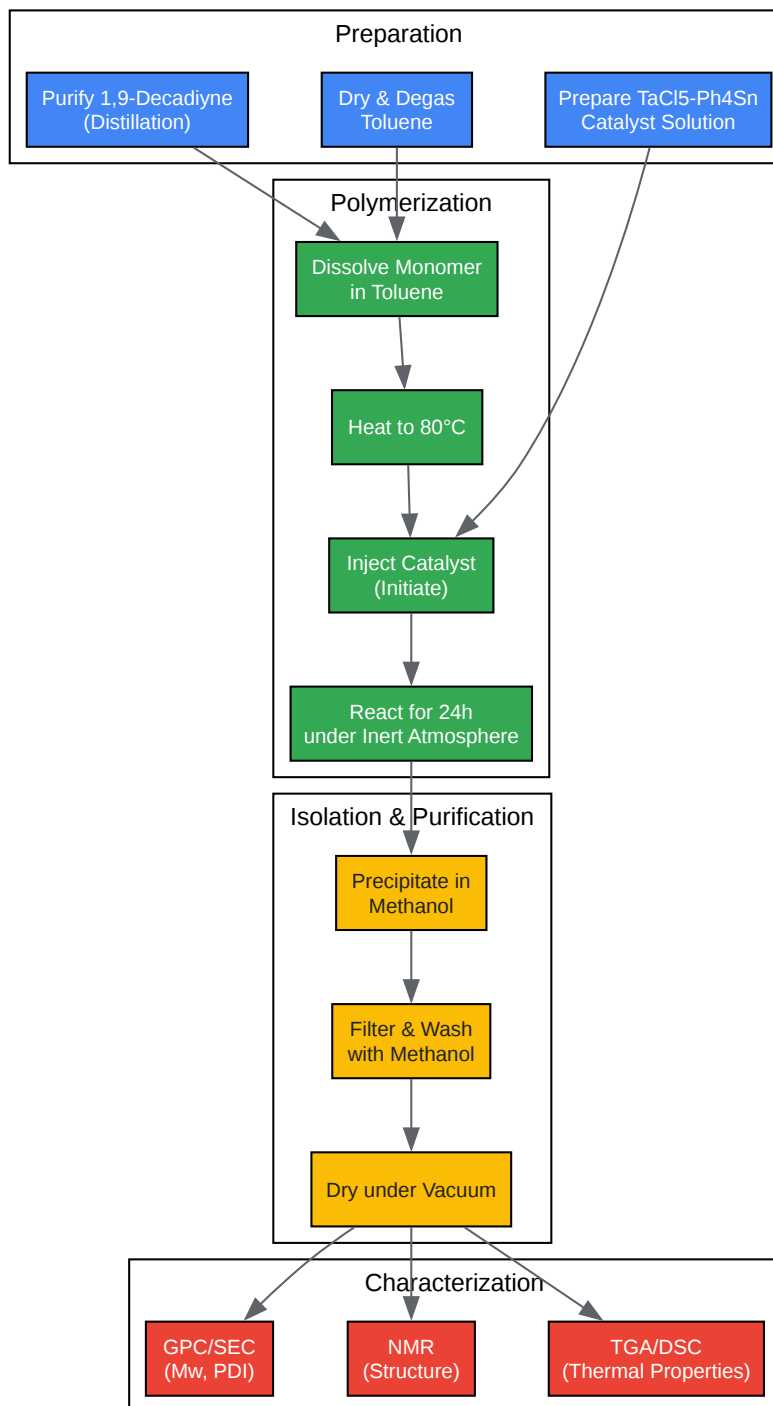 Preparation
Purify 1,9-Decadiyne
(Distillation)
Dry & Degas
Toluene
Prepare TaCl5-Ph4Sn
Catalyst Solution
Polymerization
Dissolve Monomer
in Toluene
Heat to 80°C
Inject Catalyst
(Initiate)
React for 24h
under Inert Atmosphere
Isolation & Purification
Precipitate in
Methanol
Filter & Wash
with Methanol
Dry under Vacuum
Characterization
GPC/SEC
(Mw, PDI)
NMR
(Structure)
TGA/DSC
(Thermal Properties)